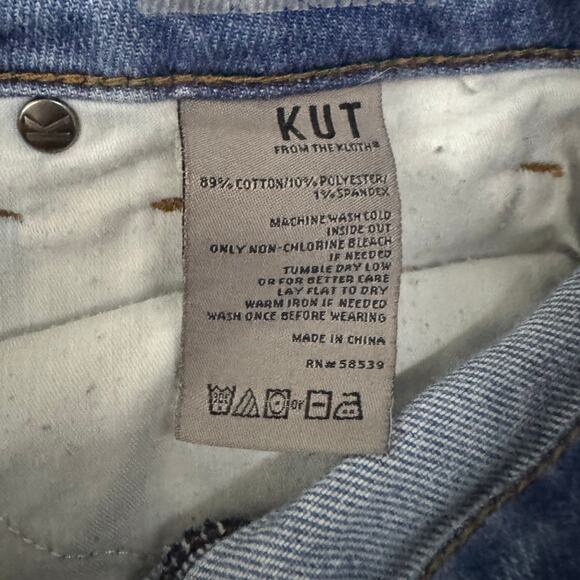 KUT
FROM THE KLOTH®
89% COTTON/10% POLYESTER/
1% SPANDEX
MACHINE WASH COLD
INSIDE OUT
ONLY NON-CHLORINE BLEACH
IF NEEDED
TUMBLE DRY LOW
OR FOR BETTER CARE
LAY FLAT TO DRY
WARM IRON IF NEEDED
WASH ONCE BEFORE WEARING
MADE IN CHINA
RN# 58539
30C or